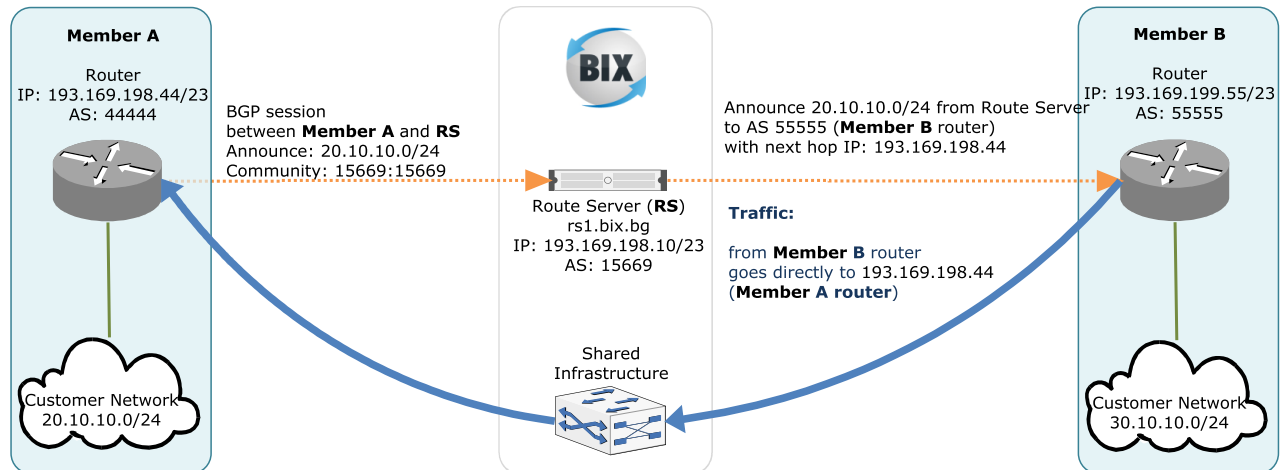 Member A
Router
IP: 193.169.198.44/23
AS: 44444
BGP session
between Member A and RS
Announce: 20.10.10.0/24
Community: 15669:15669
Customer Network
20.10.10.0/24
BIX
Route Server (RS)
rs1.bix.bg
IP: 193.169.198.10/23
AS: 15669
Shared
Infrastructure
Announce 20.10.10.0/24 from Route Server
to AS 55555 (Member B router)
with next hop IP: 193.169.198.44
Traffic:
from Member B router
goes directly to 193.169.198.44
(Member A router)
Member B
Router
IP: 193.169.199.55/23
AS: 55555
Customer Network
30.10.10.0/24